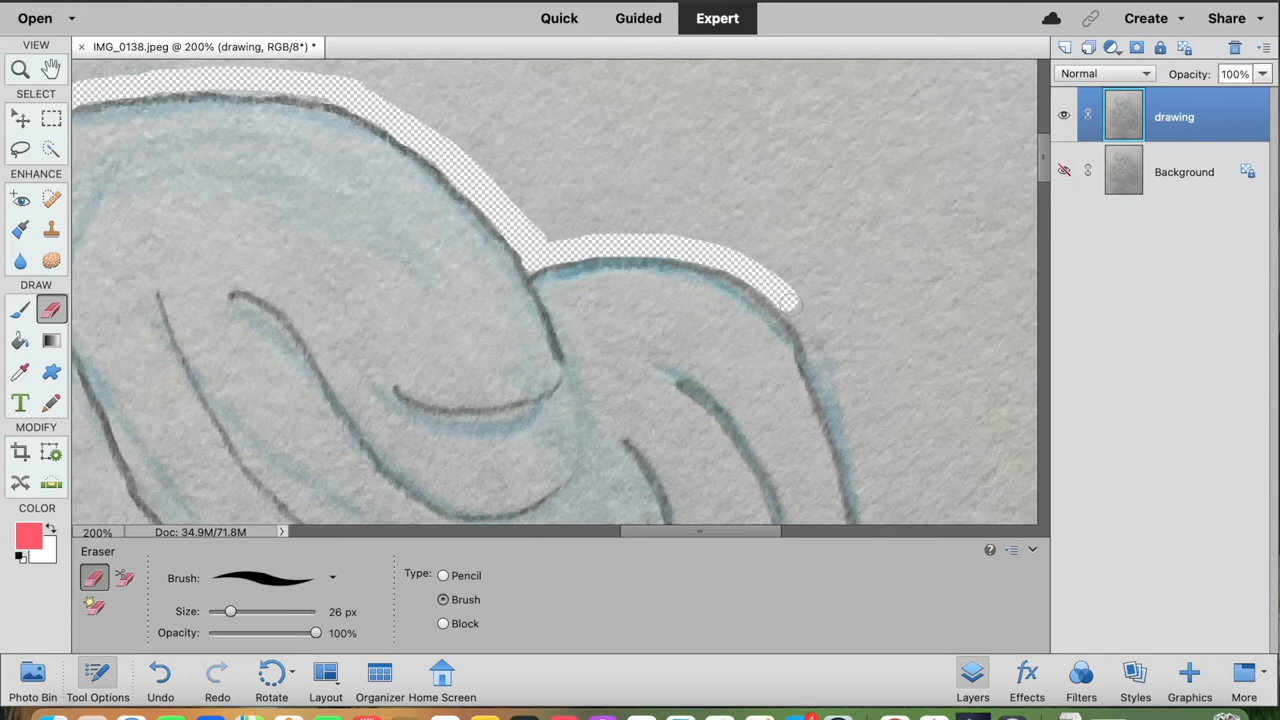 Open Quick Guided Expert Create Share
VIEW × IMG_0138.jpeg @ 200% (drawing, RGB/8*) *
Normal Opacity: 100%
SELECT
drawing
ENHANCE
Background
DRAW
T
MODIFY
COLOR
200% Doc: 34.9M/71.8M
Eraser
Brush:
Size: 26 px
Opacity: 100%
Type: Pencil
Brush
Block
Photo Bin Tool Options Undo Redo Rotate Layout Organizer Home Screen Layers Effects Filters Styles Graphics More